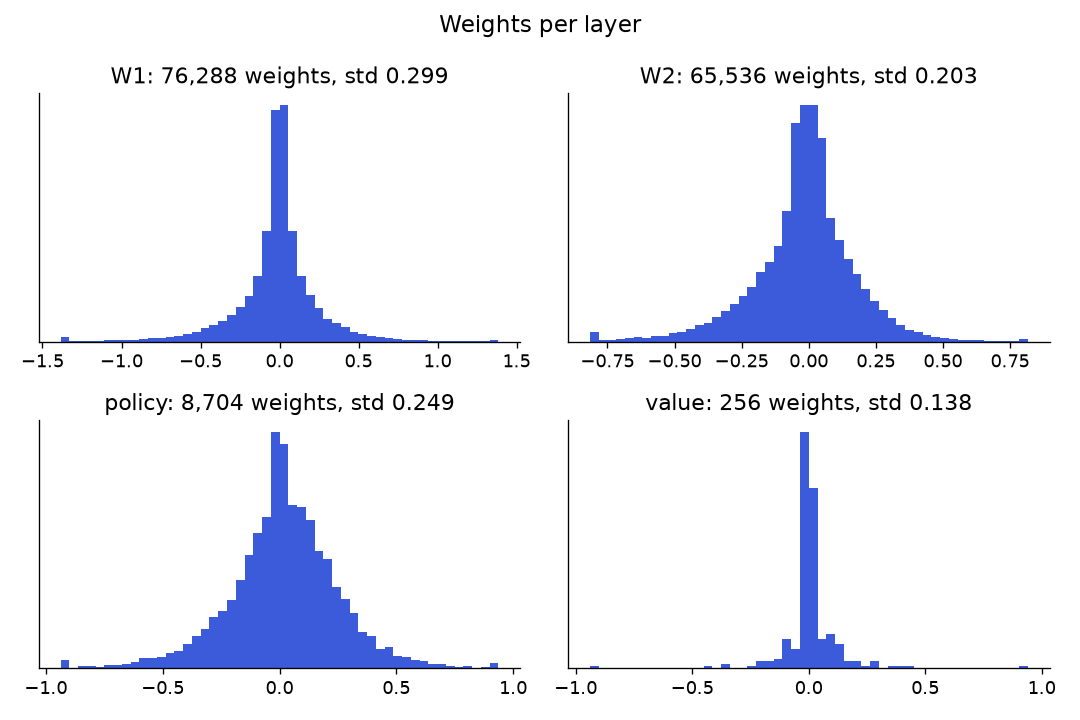 Weights per layer
W1: 76,288 weights, std 0.299
W2: 65,536 weights, std 0.203
−1.5 −1.0 −0.5 0.0 0.5 1.0 1.5
−0.75 −0.50 −0.25 0.00 0.25 0.50 0.75
policy: 8,704 weights, std 0.249
value: 256 weights, std 0.138
−1.0 −0.5 0.0 0.5 1.0
−1.0 −0.5 0.0 0.5 1.0